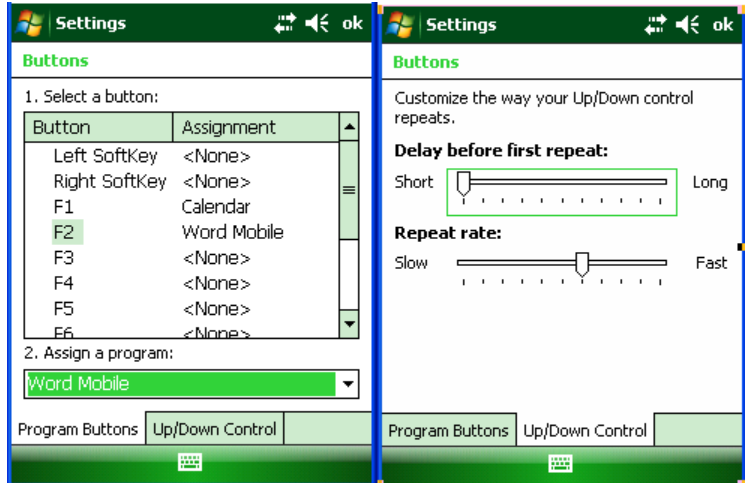 Settings
ok
Buttons
1. Select a button:
Button Assignment
Left SoftKey <None>
Right SoftKey <None>
F1 Calendar
F2 Word Mobile
F3 <None>
F4 <None>
F5 <None>
F6 <None>
2. Assign a program:
Word Mobile
Program Buttons Up/Down Control
Settings
ok
Buttons
Customize the way your Up/Down control
repeats.
Delay before first repeat:
Short Long
Repeat rate:
Slow Fast
Program Buttons Up/Down Control